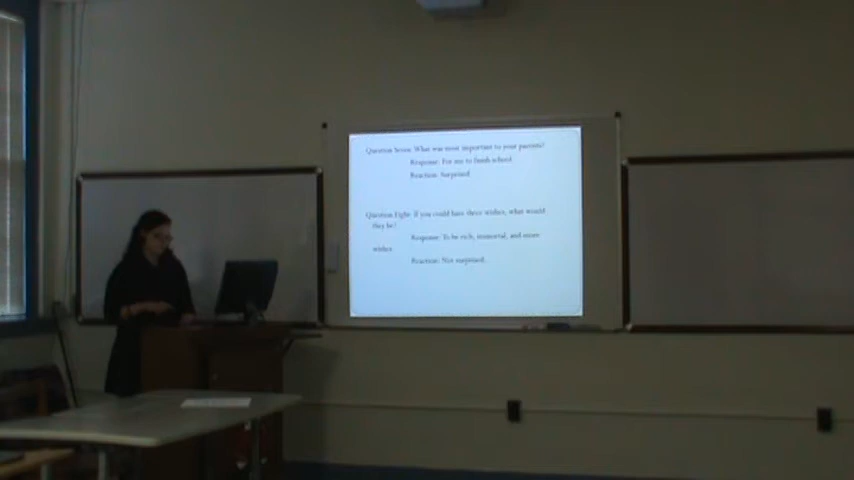 Question Seven: What was most important to your parents?
Response: For me to finish school
Reaction: Surprised
Question Eight: If you could have three wishes, what would
they be?
Response: To be rich, immortal, and more
wishes.
Reaction: Not surprised.